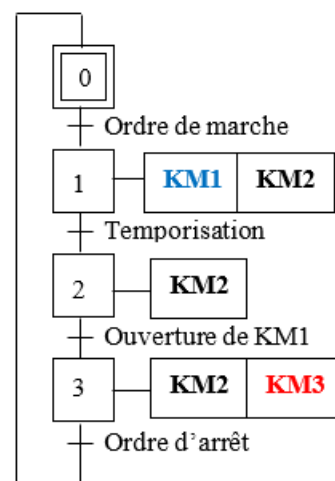 0
Ordre de marche
1 KM1 KM2
Temporisation
2 KM2
Ouverture de KM1
3 KM2 KM3
Ordre d'arrêt